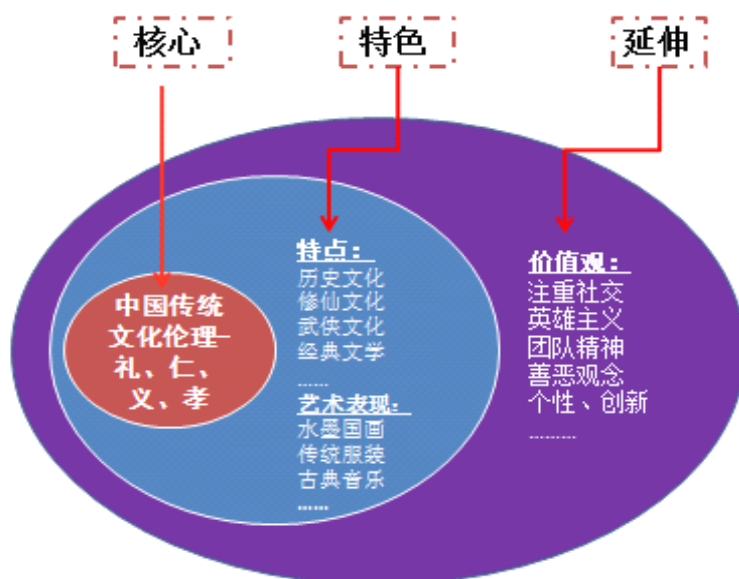 核心
特色
延伸
中国传统
文化伦理–
礼、仁、
义、孝
特点：
历史文化
修仙文化
武侠文化
经典文学
......
艺术表现：
水墨国画
传统服装
古典音乐
......
价值观：
注重社交
英雄主义
团队精神
善恶观念
个性、创新
.........